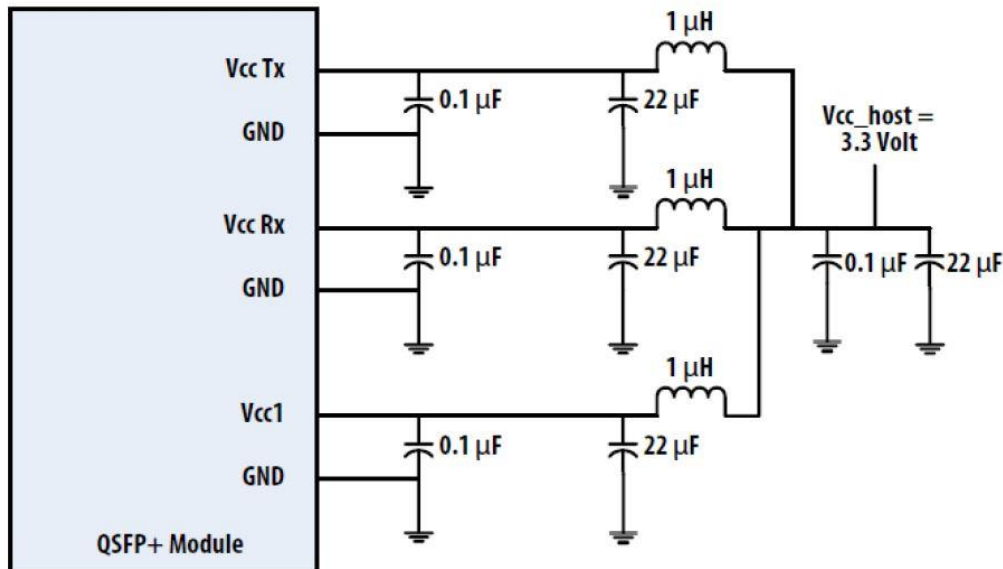 1 μH
Vcc Tx
0.1 μF
22 μF
GND
Vcc_host =
3.3 Volt
1 μH
Vcc Rx
0.1 μF
22 μF
0.1 μF
22 μF
GND
1 μH
Vcc1
0.1 μF
22 μF
GND
QSFP+ Module